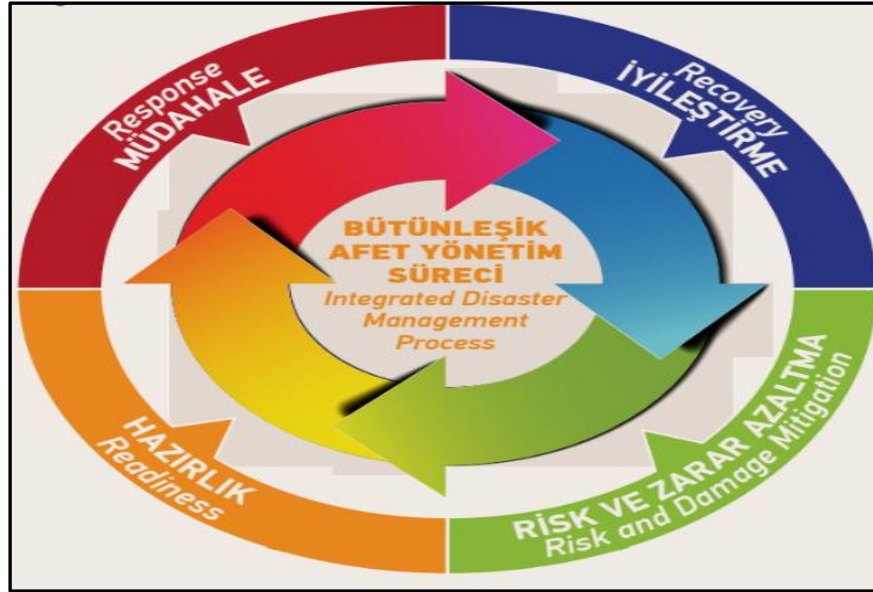 Response
MÜDAHALE
Recovery
İYİLEŞTİRME
BÜTÜNLEŞİK
AFET YÖNETİM
SÜRECİ
Integrated Disaster
Management
Process
HAZIRLIK
Readiness
RİSK VE ZARAR AZALTMA
Risk and Damage Mitigation